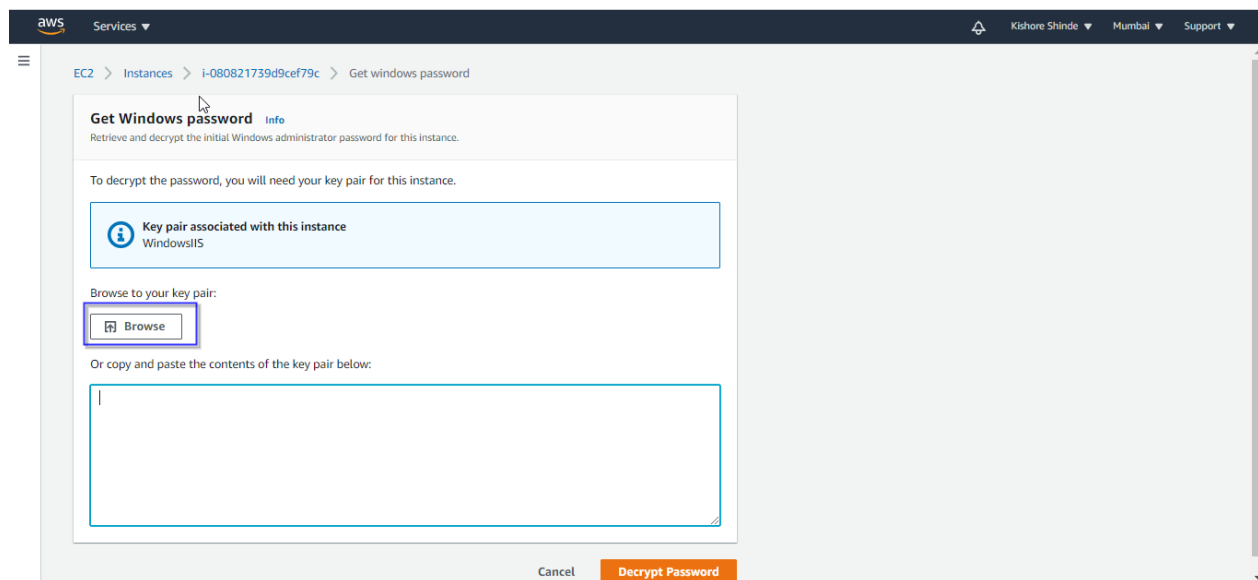 aws Services Kishore Shinde Mumbai Support
EC2 Instances i-080821739d9cef79c Get windows password
Get Windows password Info
Retrieve and decrypt the initial Windows administrator password for this instance.
To decrypt the password, you will need your key pair for this instance.
Key pair associated with this instance
WindowsIIS
Browse to your key pair:
Browse
Or copy and paste the contents of the key pair below:
Cancel Decrypt Password